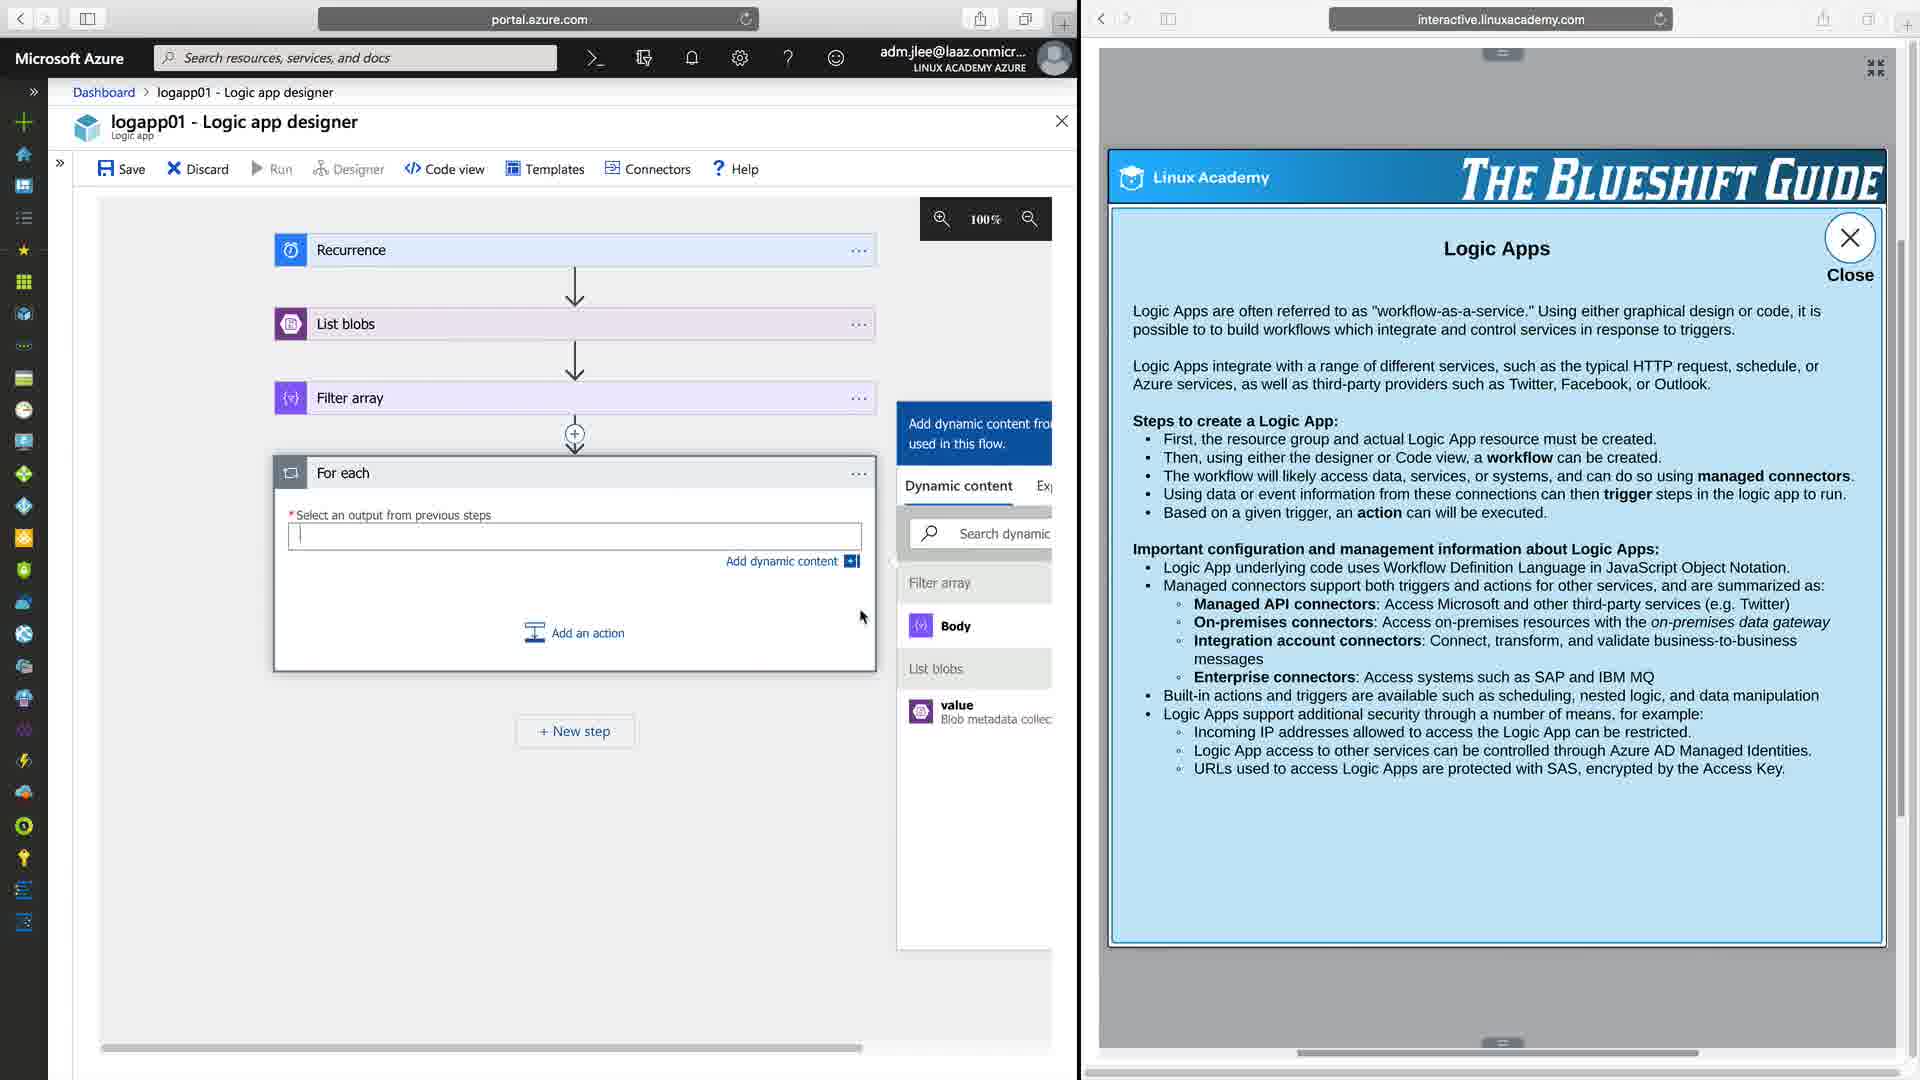 portal.azure.com
Microsoft Azure
Search resources, services, and docs
adm.jlee@laaz.onmicr...
LINUX ACADEMY AZURE
Dashboard > logapp01 - Logic app designer
logapp01 - Logic app designer
Logic app
Save
Discard
Run
Designer
Code view
Templates
Connectors
Help
100%
Recurrence
List blobs
Filter array
For each
* Select an output from previous steps
Add dynamic content
Add an action
+ New step
Add dynamic content
used in this flow.
Dynamic content
Search dynamic
Filter array
Body
List blobs
value
Blob metadata
interactive.linuxacademy.com
Linux Academy
THE BLUESHIFT GUIDE
Logic Apps
Close
Logic Apps are often referred to as "workflow-as-a-service." Using either graphical design or code, it is
possible to to build workflows which integrate and control services in response to triggers.
Logic Apps integrate with a range of different services, such as the typical HTTP request, schedule, or
Azure services, as well as third-party providers such as Twitter, Facebook, or Outlook.
Steps to create a Logic App:
• First, the resource group and actual Logic App resource must be created.
• Then, using either the designer or Code view, a workflow can be created.
• The workflow will likely access data, services, or systems, and can do so using managed connectors.
• Using data or event information from these connections can then trigger steps in the logic app to run.
• Based on a given trigger, an action can will be executed.
Important configuration and management information about Logic Apps:
• Logic App underlying code uses Workflow Definition Language in JavaScript Object Notation.
• Managed connectors support both triggers and actions for other services, and are summarized as:
◦ Managed API connectors: Access Microsoft and other third-party services (e.g. Twitter)
◦ On-premises connectors: Access on-premises resources with the on-premises data gateway
◦ Integration account connectors: Connect, transform, and validate business-to-business
messages
◦ Enterprise connectors: Access systems such as SAP and IBM MQ
• Built-in actions and triggers are available such as scheduling, nested logic, and data manipulation
• Logic Apps support additional security through a number of means, for example:
◦ Incoming IP addresses allowed to access the Logic App can be restricted.
◦ Logic App access to other services can be controlled through Azure AD Managed Identities.
◦ URLs used to access Logic Apps are protected with SAS, encrypted by the Access Key.